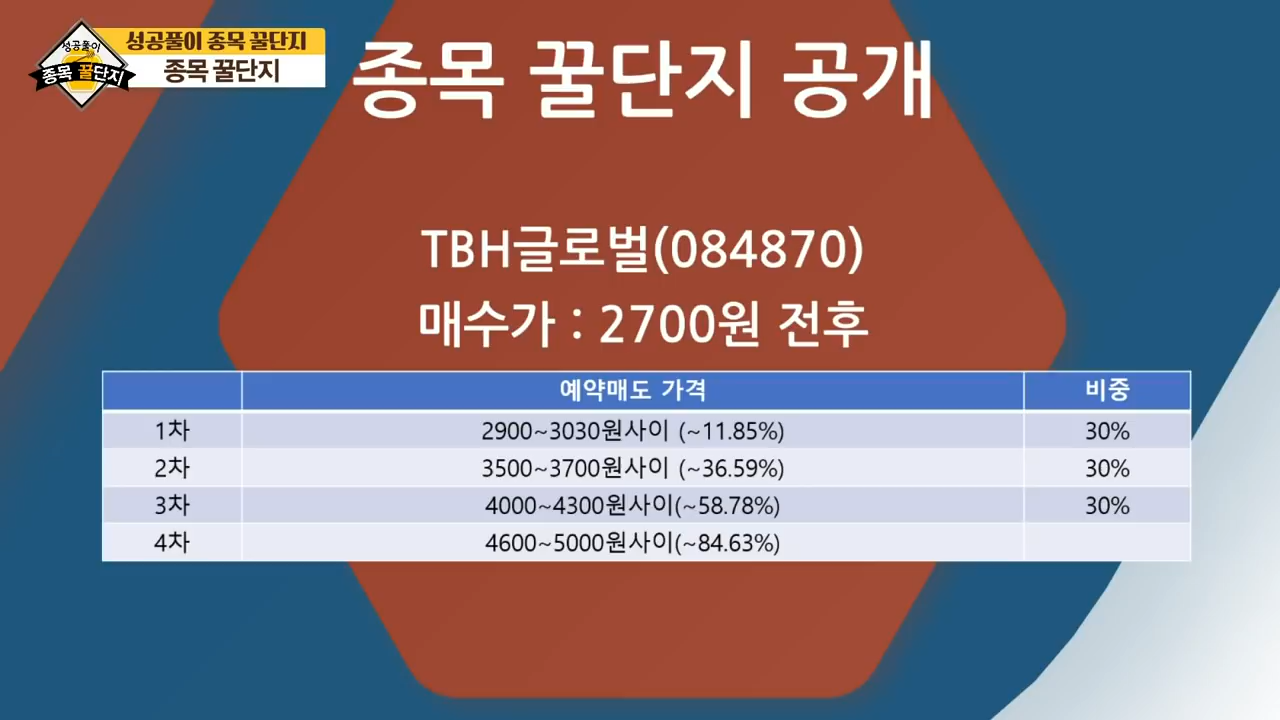 성공풀이 종목 꿀단지
종목 꿀단지
성공풀이
종목 꿀단지
종목 꿀단지 공개
TBH글로벌(084870)
매수가 : 2700원 전후
예약매도 가격 비중
1차 2900~3030원사이 (~11.85%) 30%
2차 3500~3700원사이 (~36.59%) 30%
3차 4000~4300원사이(~58.78%) 30%
4차 4600~5000원사이(~84.63%)